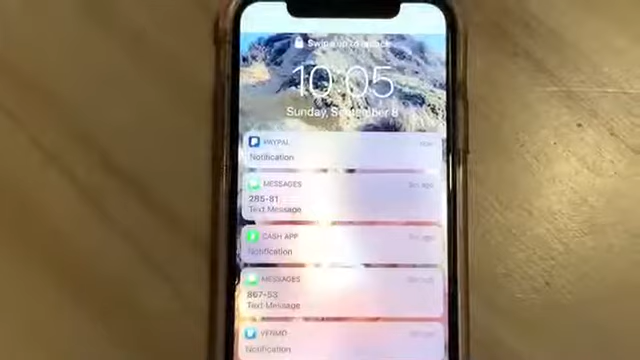 Swipe up to unlock
10:05
Sunday, September 8
PAYPAL
Notification
MESSAGES
285-81
Text Message
CASH APP
Notification
MESSAGES
867-53
Text Message
VENMO
Notification